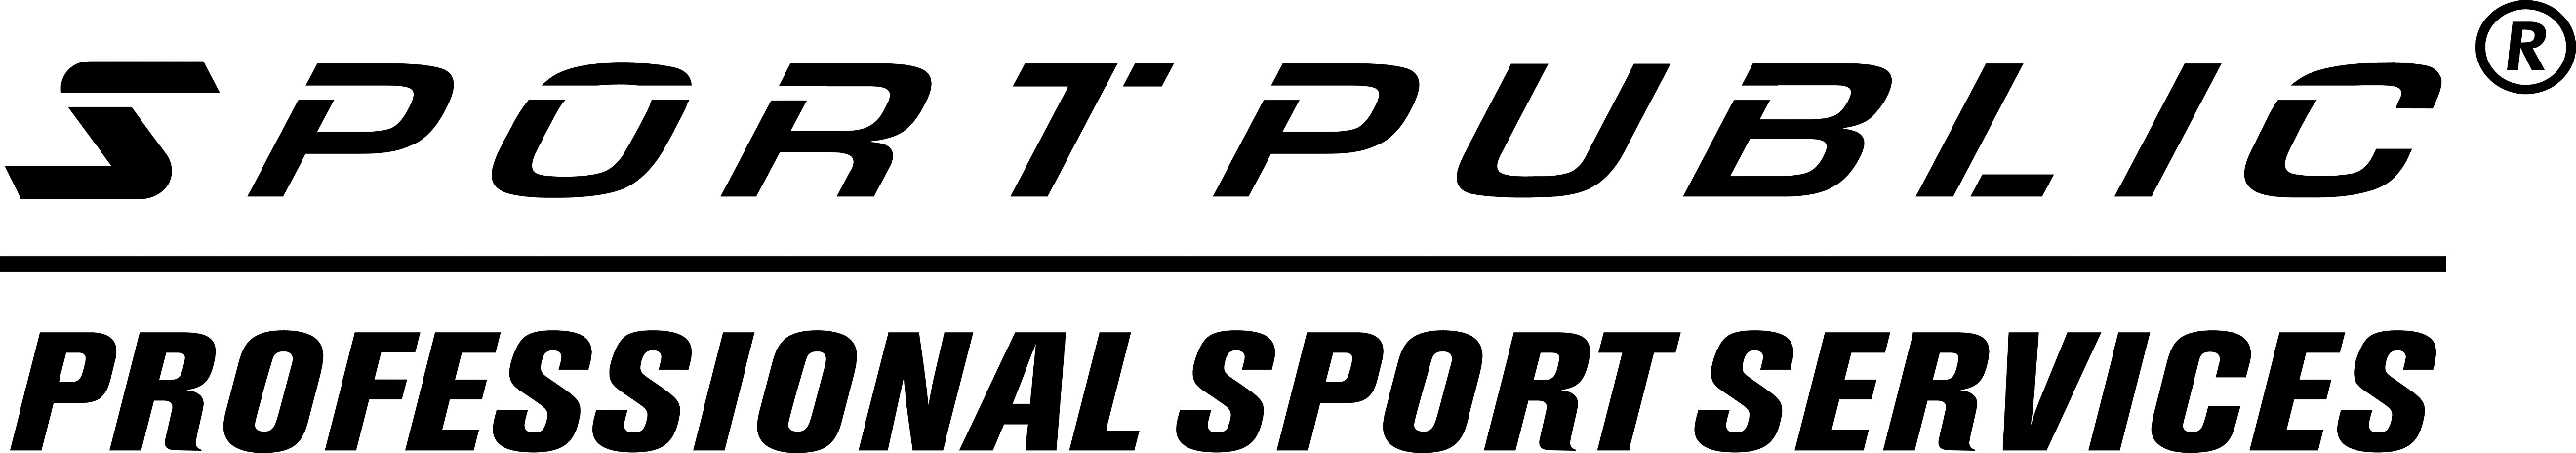 SPORTPUBLIC®
PROFESSIONAL SPORT SERVICES